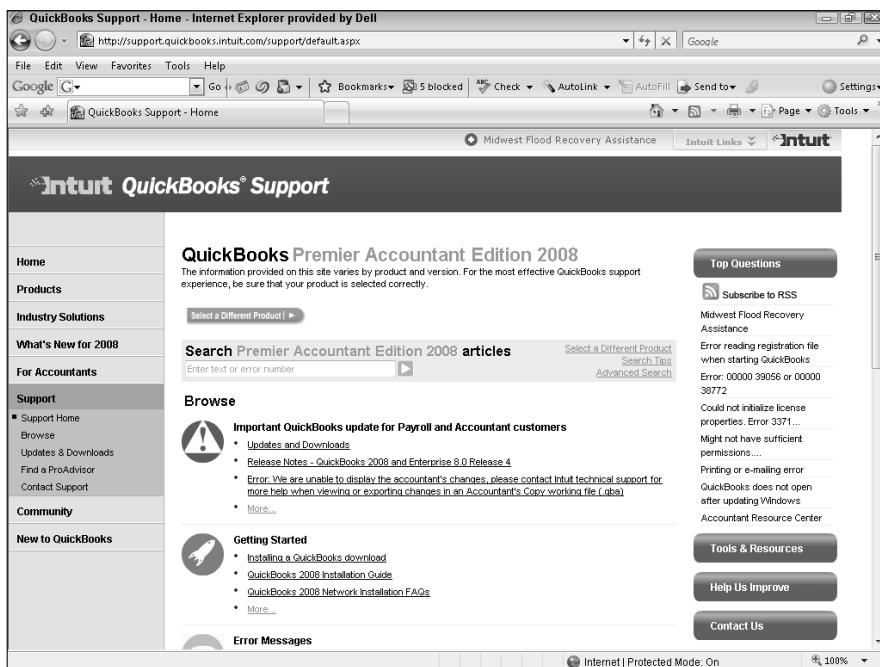 QuickBooks Support - Home - Internet Explorer provided by Dell
http://support.quickbooks.intuit.com/support/default.aspx
Google
File Edit View Favorites Tools Help
Google G Go Bookmarks 5 blocked ABC Check AutoLink AutoFill Send to Settings
QuickBooks Support - Home
Page Tools
Midwest Flood Recovery Assistance
Intuit Links
Intuit
Intuit QuickBooks® Support
Home
Products
Industry Solutions
What's New for 2008
For Accountants
Support
Support Home
Browse
Updates & Downloads
Find a ProAdvisor
Contact Support
Community
New to QuickBooks
QuickBooks Premier Accountant Edition 2008
The information provided on this site varies by product and version. For the most effective QuickBooks support
experience, be sure that your product is selected correctly.
Select a Different Product
Search Premier Accountant Edition 2008 articles
Enter text or error number
Select a Different Product
Search Tips
Advanced Search
Browse
Important QuickBooks update for Payroll and Accountant customers
Updates and Downloads
Release Notes - QuickBooks 2008 and Enterprise 8.0 Release 4
Error: We are unable to display the accountant's changes, please contact Intuit technical support for
more help when viewing or exporting changes in an Accountant's Copy working file (.qba)
More...
Getting Started
Installing a QuickBooks download
QuickBooks 2008 Installation Guide
QuickBooks 2008 Network Installation FAQs
More...
Error Messages
Top Questions
Subscribe to RSS
Midwest Flood Recovery
Assistance
Error reading registration file
when starting QuickBooks
Error: 00000 39056 or 00000
38772
Could not initialize license
properties. Error 3371...
Might not have sufficient
permissions....
Printing or e-mailing error
QuickBooks does not open
after updating Windows
Accountant Resource Center
Tools & Resources
Help Us Improve
Contact Us
Internet | Protected Mode: On
100%